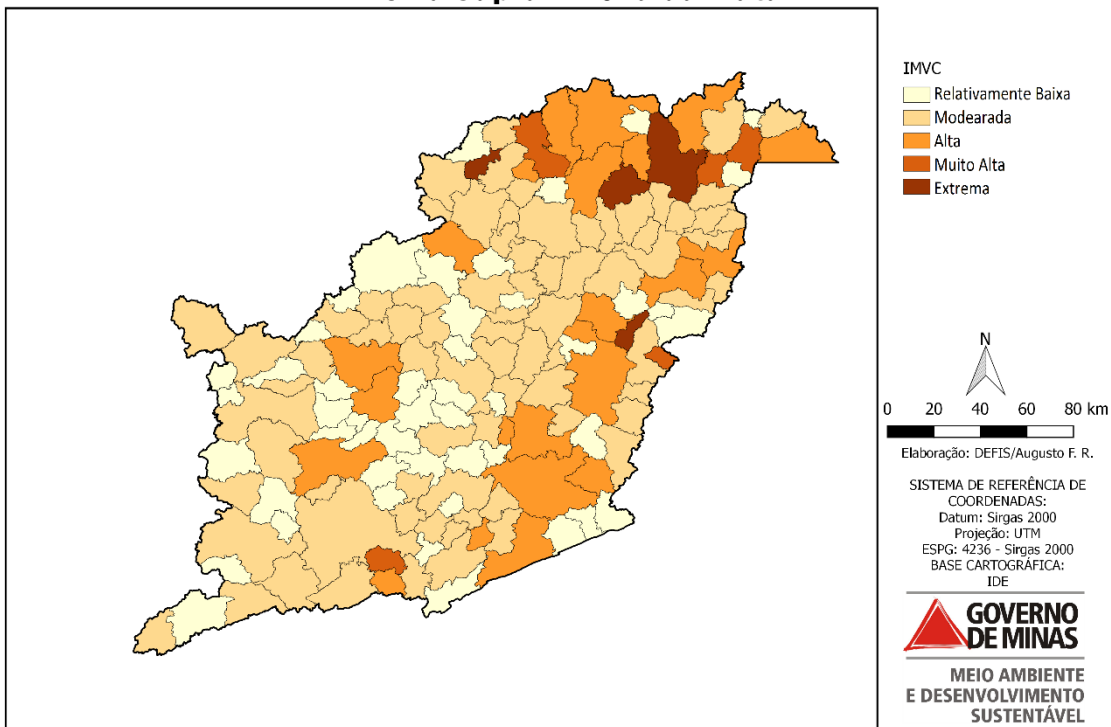 IMVC
Relativamente Baixa
Modearada
Alta
Muito Alta
Extrema
N
0 20 40 60 80 km
Elaboração: DEFIS/Augusto F. R.
SISTEMA DE REFERÊNCIA DE
COORDENADAS:
Datum: Sirgas 2000
Projeção: UTM
ESPG: 4236 - Sirgas 2000
BASE CARTOGRÁFICA:
IDE
GOVERNO
DE MINAS
MEIO AMBIENTE
E DESENVOLVIMENTO
SUSTENTÁVEL